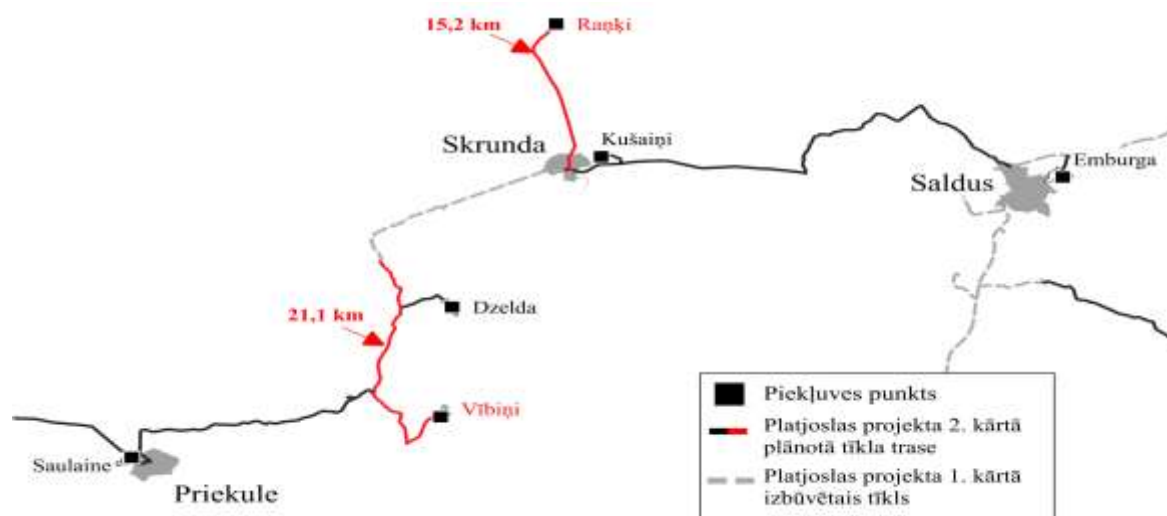 15,2 km
Raņķi
Skrunda
Kušaiņi
Saldus
Emburga
21,1 km
Dzelda
Vībiņi
Saulaine
Priekule
Piekļuves punkts
Platjoslas projekta 2. kārtā
plānotā tīkla trase
Platjoslas projekta 1. kārtā
izbūvētais tīkls